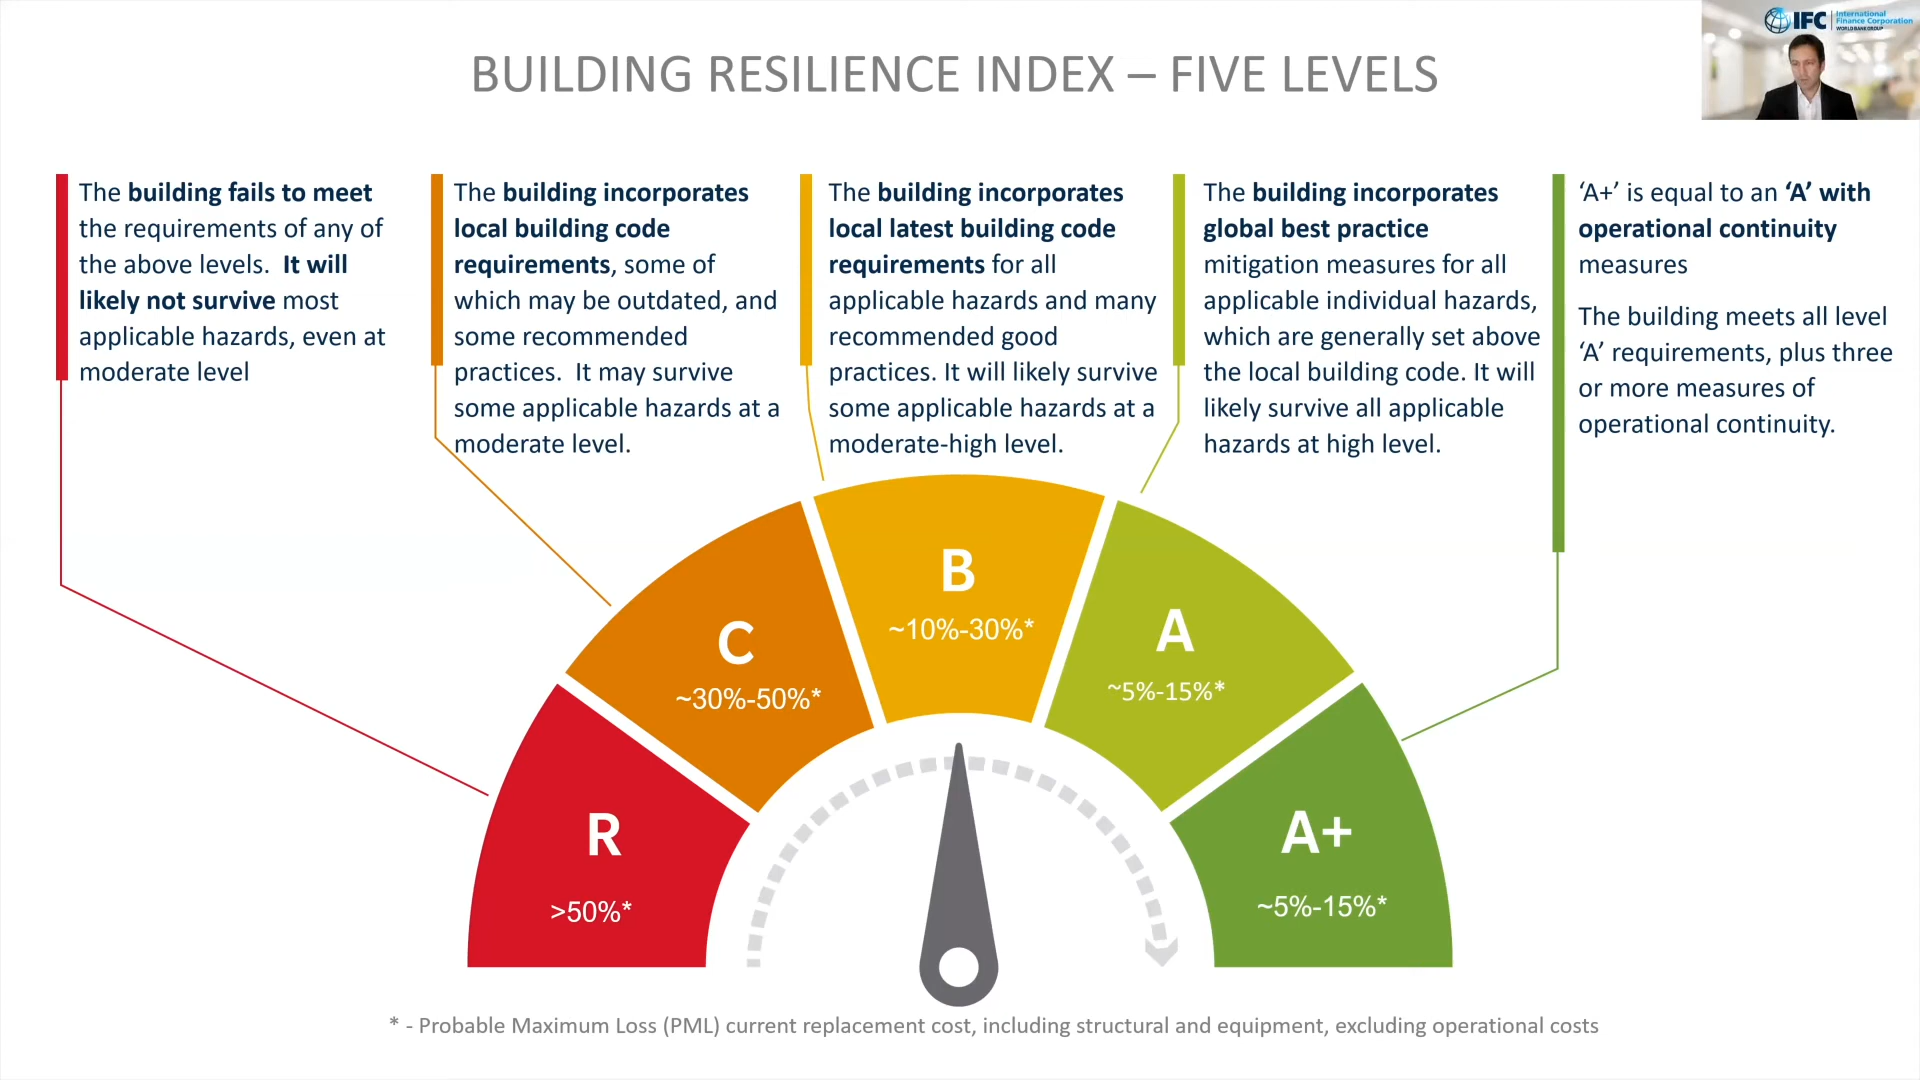 IFC
International
Finance Corporation
WORLD BANK GROUP
BUILDING RESILIENCE INDEX – FIVE LEVELS
The building fails to meet
the requirements of any of
the above levels.  It will
likely not survive most
applicable hazards, even at
moderate level
The building incorporates
local building code
requirements, some of
which may be outdated, and
some recommended
practices.  It may survive
some applicable hazards at a
moderate level.
The building incorporates
local latest building code
requirements for all
applicable hazards and many
recommended good
practices. It will likely survive
some applicable hazards at a
moderate-high level.
The building incorporates
global best practice
mitigation measures for all
applicable individual hazards,
which are generally set above
the local building code. It will
likely survive all applicable
hazards at high level.
‘A+’ is equal to an ‘A’ with
operational continuity
measures
The building meets all level
‘A’ requirements, plus three
or more measures of
operational continuity.
R
>50%*
C
~30%-50%*
B
~10%-30%*
A
~5%-15%*
A+
~5%-15%*
* - Probable Maximum Loss (PML) current replacement cost, including structural and equipment, excluding operational costs